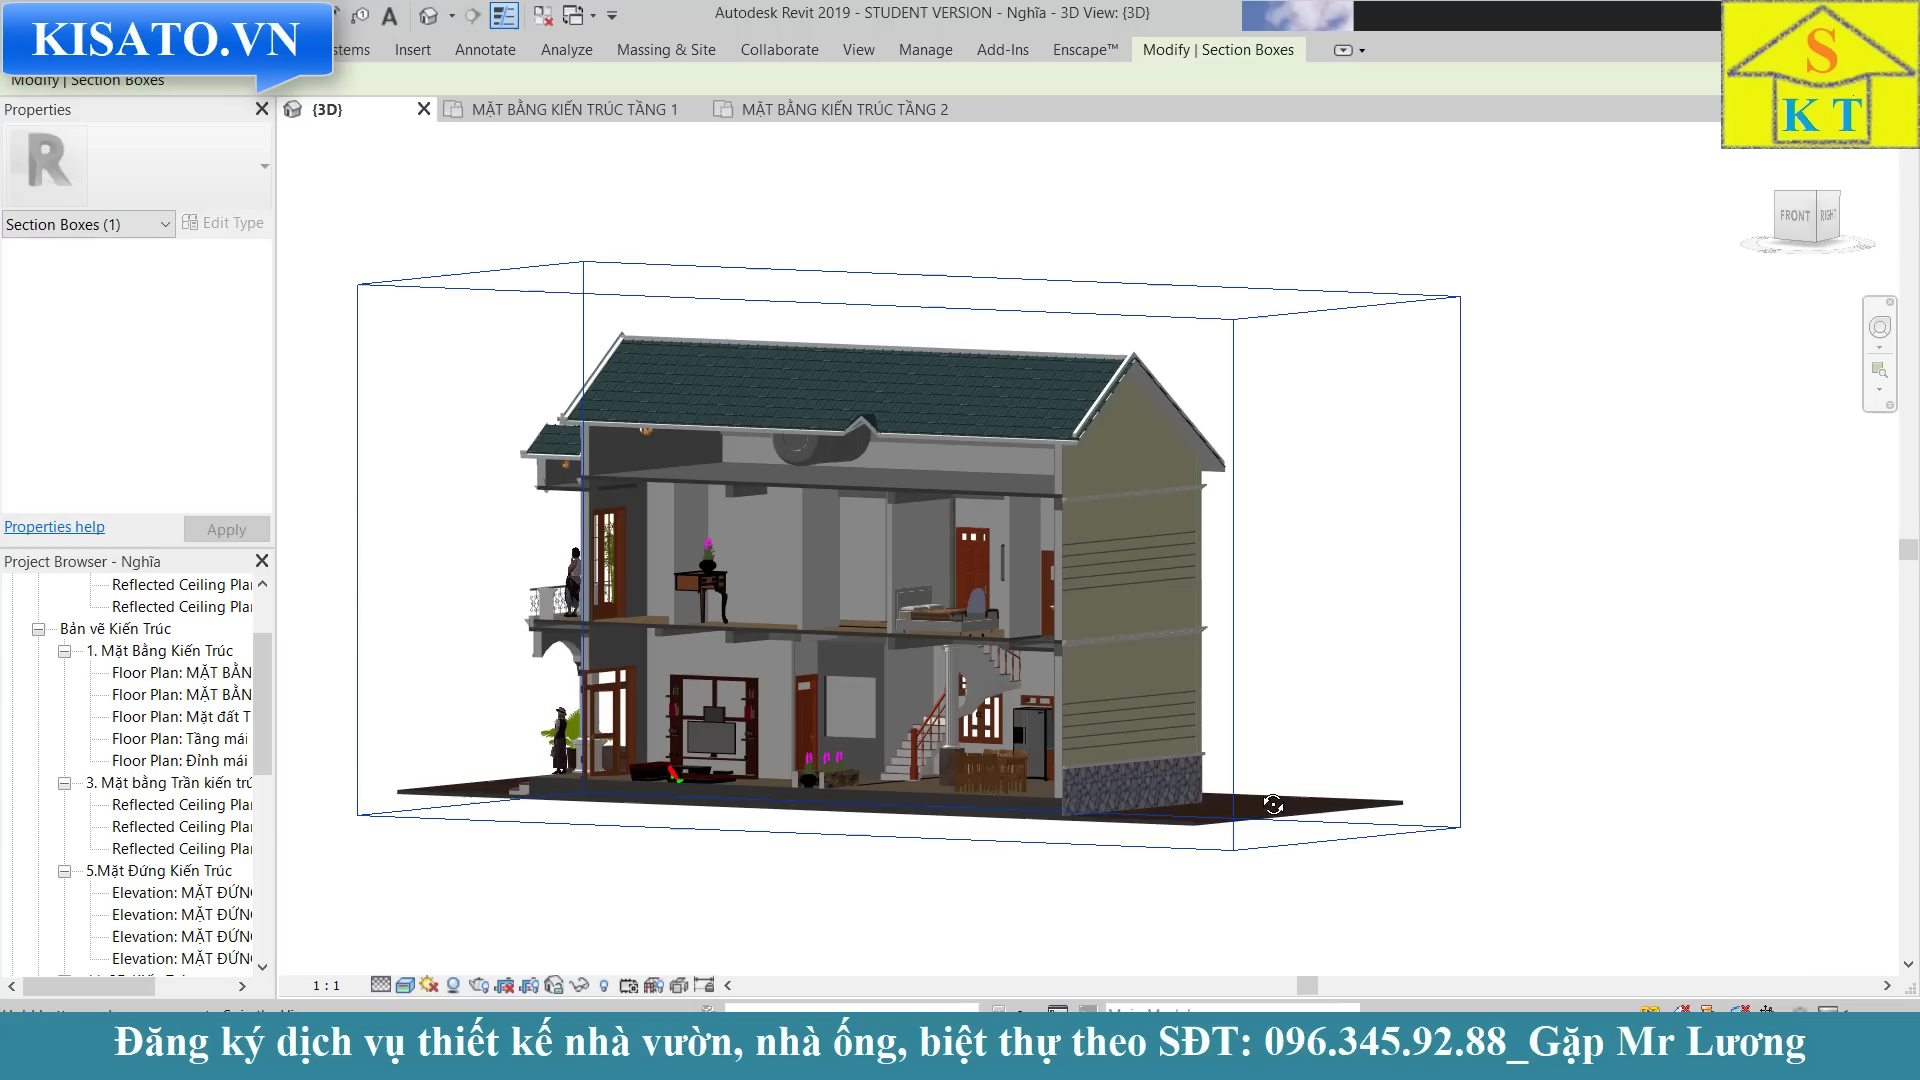 KISATO.VN
Autodesk Revit 2019 - STUDENT VERSION - Nghĩa - 3D View: {3D}
Insert Annotate Analyze Massing & Site Collaborate View Manage Add-Ins Enscape™ Modify | Section Boxes
Modify | Section Boxes
S
K T
Properties
{3D} MẶT BẰNG KIẾN TRÚC TẦNG 1 MẶT BẰNG KIẾN TRÚC TẦNG 2
R
Section Boxes (1) Edit Type
FRONT RIGHT
Properties help Apply
Project Browser - Nghĩa
Reflected Ceiling Plan
Reflected Ceiling Plan
Bản vẽ Kiến Trúc
1. Mặt Bằng Kiến Trúc
Floor Plan: MẶT BẰN
Floor Plan: MẶT BẰN
Floor Plan: Mặt đất T
Floor Plan: Tầng mái
Floor Plan: Đỉnh mái
3. Mặt bằng Trần kiến trú
Reflected Ceiling Pla
Reflected Ceiling Pla
Reflected Ceiling Pla
5.Mặt Đứng Kiến Trúc
Elevation: MẶT ĐỨN
Elevation: MẶT ĐỨN
Elevation: MẶT ĐỨN
Elevation: MẶT ĐỨN
1 : 1
Đăng ký dịch vụ thiết kế nhà vườn, nhà ống, biệt thự theo SĐT: 096.345.92.88_Gặp Mr Lương